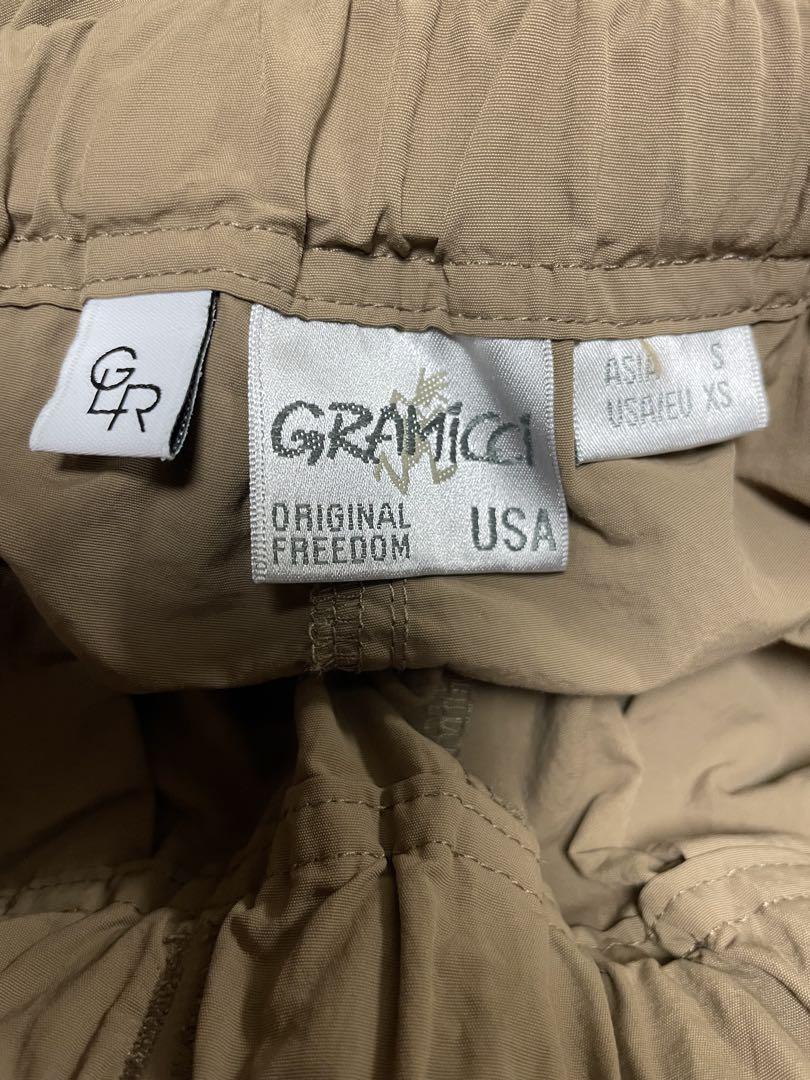 GLR
GRAMiCCi
ORIGINAL
FREEDOM
USA
ASIA S
USA/EU XS